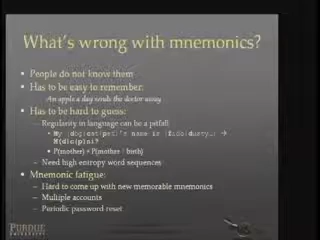 What's wrong with mnemonics?
• People do not know them
• Has to be easy to remember:
– An apple a day sends the doctor away
• Has to be hard to guess:
– Regularity in language can be a pitfall
• My |dog|cat|pet|'s name is
• P(mother) ≠ P(mother | birth)
– Need high entropy word sequences
• Mnemonic fatigue:
– Hard to come up with new memorable mnemonics
– Multiple accounts
– Periodic password reset
PURDUE